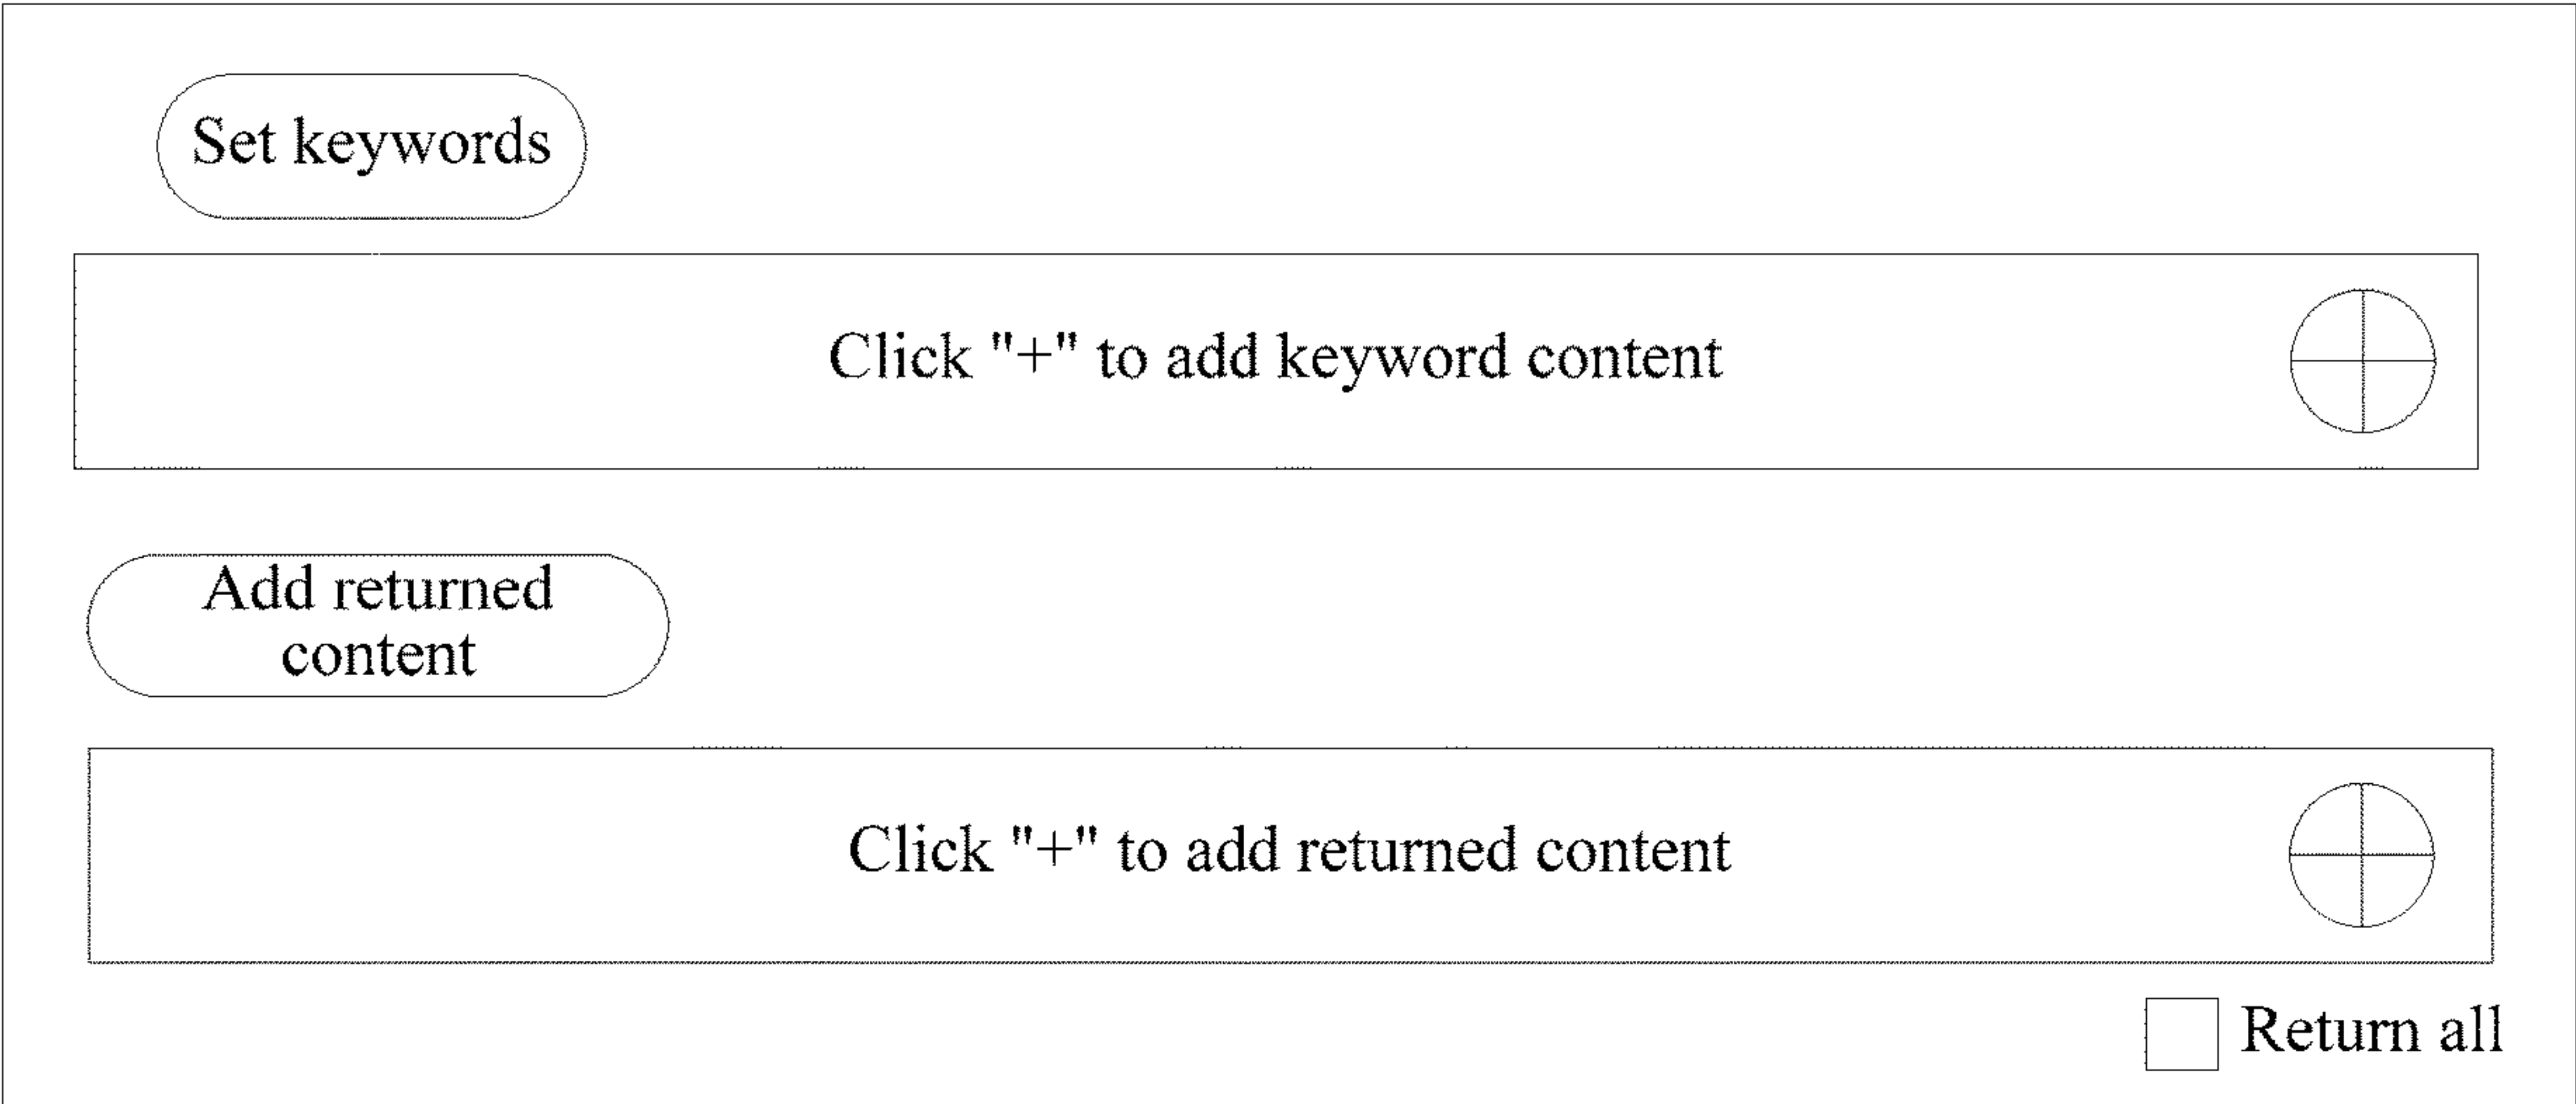 Set keywords
Click "+" to add keyword content
Add returned
content
Click "+" to add returned content
Return all